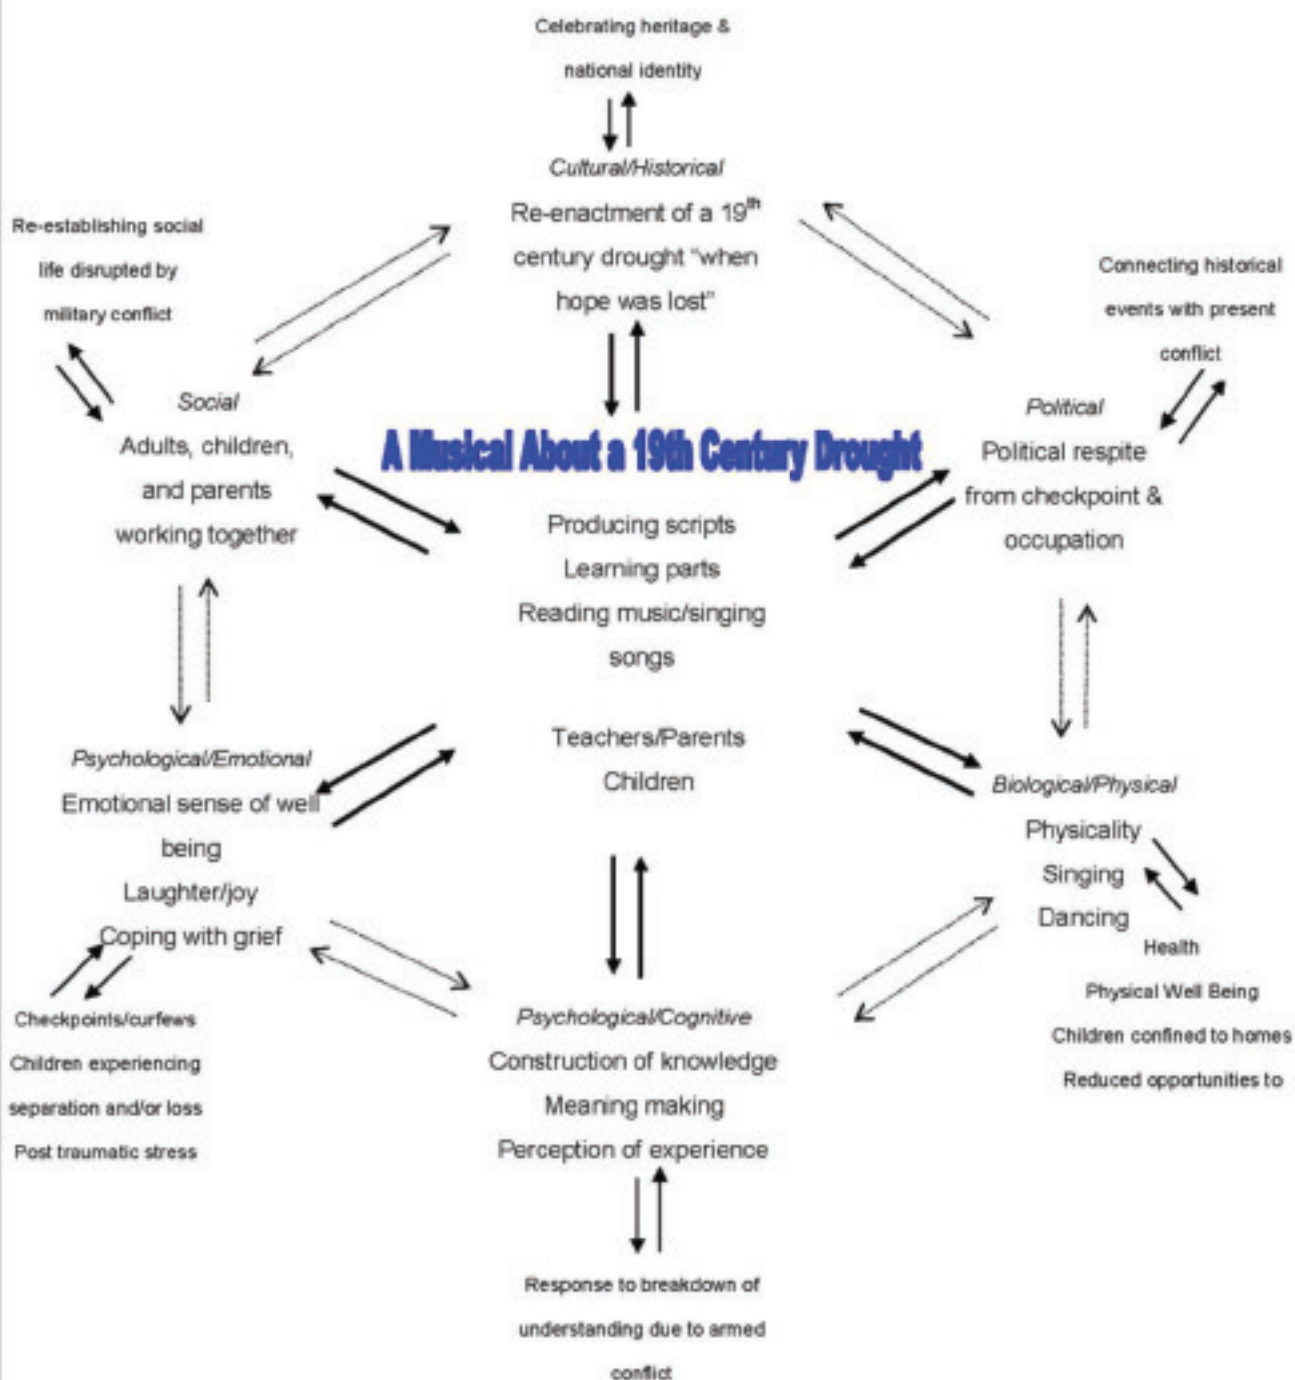 Celebrating heritage &
national identity
Cultural/Historical
Re-enactment of a 19th
century drought "when
hope was lost"
Re-establishing social
life disrupted by
military conflict
Social
Adults, children,
and parents
working together
Connecting historical
events with present
conflict
Political
Political respite
from checkpoint &
occupation
A Musical About a 19th Century Drought
Producing scripts
Learning parts
Reading music/singing
songs
Teachers/Parents
Children
Psychological/Emotional
Emotional sense of well
being
Laughter/joy
Coping with grief
Checkpoints/curfews
Children experiencing
separation and/or loss
Post traumatic stress
Biological/Physical
Physicality
Singing
Dancing
Health
Physical Well Being
Children confined to homes
Reduced opportunities to
Psychological/Cognitive
Construction of knowledge
Meaning making
Perception of experience
Response to breakdown of
understanding due to armed
conflict